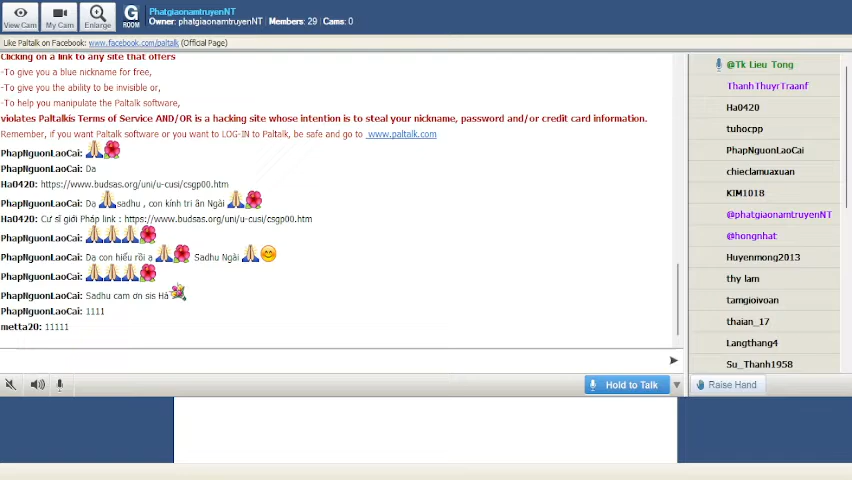 View Cam
My Cam
Enlarge
G
ROOM
PhatgiaonamtruyenNT
Owner: phatgiaonamtruyenNT | Members: 29 | Cams: 0
Like Paltalk on Facebook: www.facebook.com/paltalk (Official Page)
Clicking on a link to any site that offers
-To give you a blue nickname for free,
-To give you the ability to be invisible or,
-To help you manipulate the Paltalk software,
violates Paltalkís Terms of Service AND/OR is a hacking site whose intention is to steal your nickname, password and/or credit card information.
Remember, if you want Paltalk software or you want to LOG-IN to Paltalk, be safe and go to www.paltalk.com
PhapNguonLaoCai: 🙏🌺
PhapNguonLaoCai: Dạ
Ha0420: https://www.budsas.org/uni/u-cusi/csgp00.htm
PhapNguonLaoCai: Dạ 🙏sadhu , con kính tri ân Ngài 🙏🌺
Ha0420: Cư sĩ giới Pháp link : https://www.budsas.org/uni/u-cusi/csgp00.htm
PhapNguonLaoCai: 🙏🙏🙏🌺
PhapNguonLaoCai: Dạ con hiểu rồi ạ 🙏🌺 Sadhu Ngài 🙏😊
PhapNguonLaoCai: 🙏🙏🙏🌺
PhapNguonLaoCai: Sadhu cam ơn sis Hà💐
PhapNguonLaoCai: 1111
metta20: 11111
Hold to Talk
@Tk Lieu Tong
ThanhThuyrTraanf
Ha0420
tuhocpp
PhapNguonLaoCai
chieclamuaxuan
KIM1018
@phatgiaonamtruyenNT
@hongnhat
Huyenmong2013
thy lam
tamgioivoan
thaian_17
Langthang4
Su_Thanh1958
Raise Hand